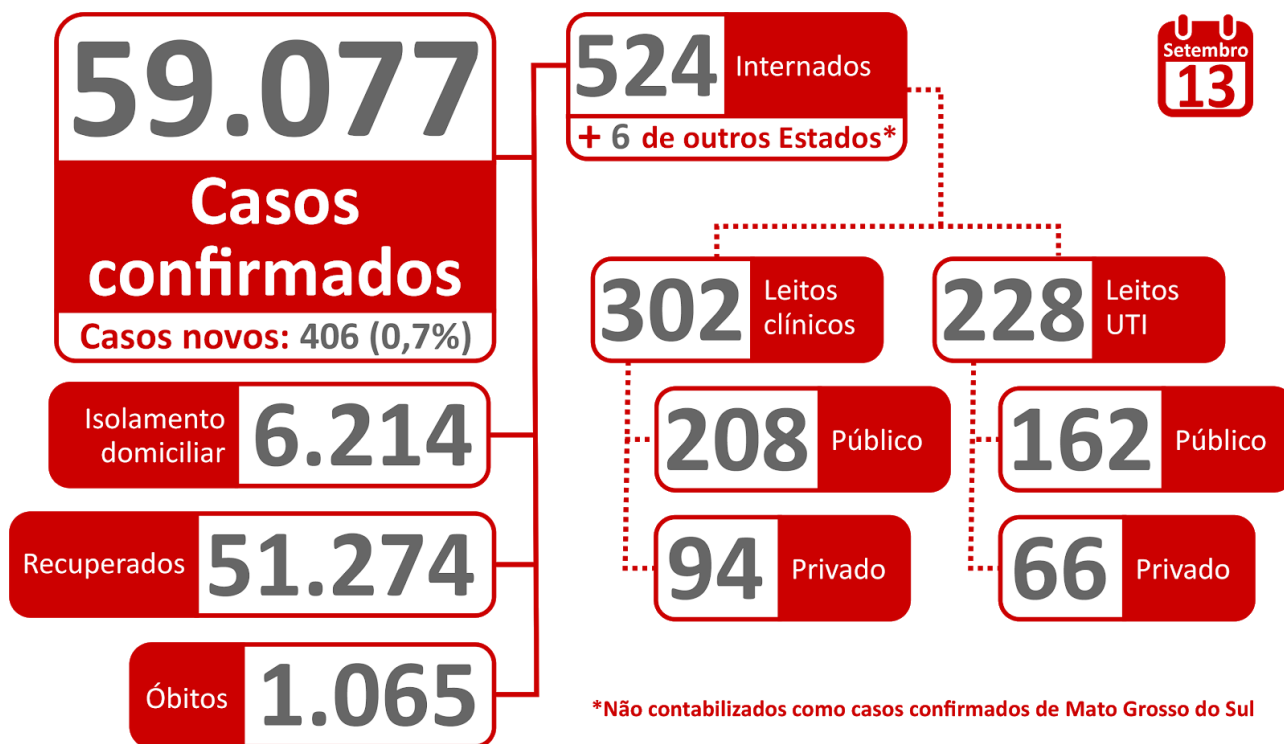 59.077
Casos
confirmados
Casos novos: 406 (0,7%)
Isolamento
domiciliar
6.214
Recuperados
51.274
Óbitos
1.065
524
Internados
+ 6 de outros Estados*
Setembro
13
302
Leitos
clínicos
208
Público
94
Privado
228
Leitos
UTI
162
Público
66
Privado
*Não contabilizados como casos confirmados de Mato Grosso do Sul